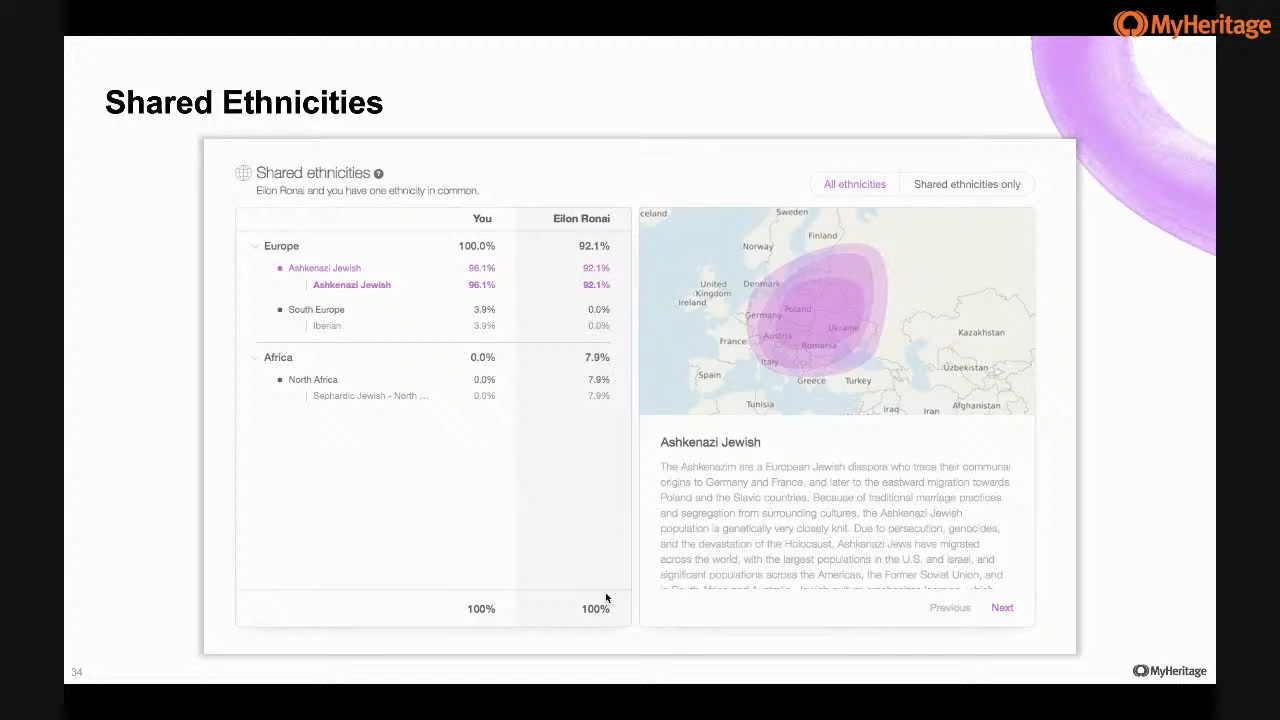 MyHeritage
Shared Ethnicities
Shared ethnicities ?
Eilon Ronai and you have one ethnicity in common.
All ethnicities
Shared ethnicities only
You Eilon Ronai
Europe 100.0% 92.1%
Ashkenazi Jewish 96.1% 92.1%
Ashkenazi Jewish 96.1% 92.1%
South Europe 3.9% 0.0%
Iberian 3.9% 0.0%
Africa 0.0% 7.9%
North Africa 0.0% 7.9%
Sephardic Jewish - North ... 0.0% 7.9%
100% 100%
celand
Sweden
Finland
Norway
United
Kingdom
Denmark
Ireland
Poland
Germany
Ukraine
Kazakhstan
Austria
France
Romania
Italy
Uzbekistan
Spain
Greece
Turkey
Tunisia
Iraq
Iran
Afghanistan
Ashkenazi Jewish
The Ashkenazim are a European Jewish diaspora who trace their communal
origins to Germany and France, and later to the eastward migration towards
Poland and the Slavic countries. Because of traditional marriage practices
and segregation from surrounding cultures, the Ashkenazi Jewish
population is genetically very closely knit. Due to persecution, genocides,
and the devastation of the Holocaust, Ashkenazi Jews have migrated
across the world, with the largest populations in the U.S. and israel, and
significant populations across the Americas, the Former Soviet Union, and
Previous
Next
34
MyHeritage